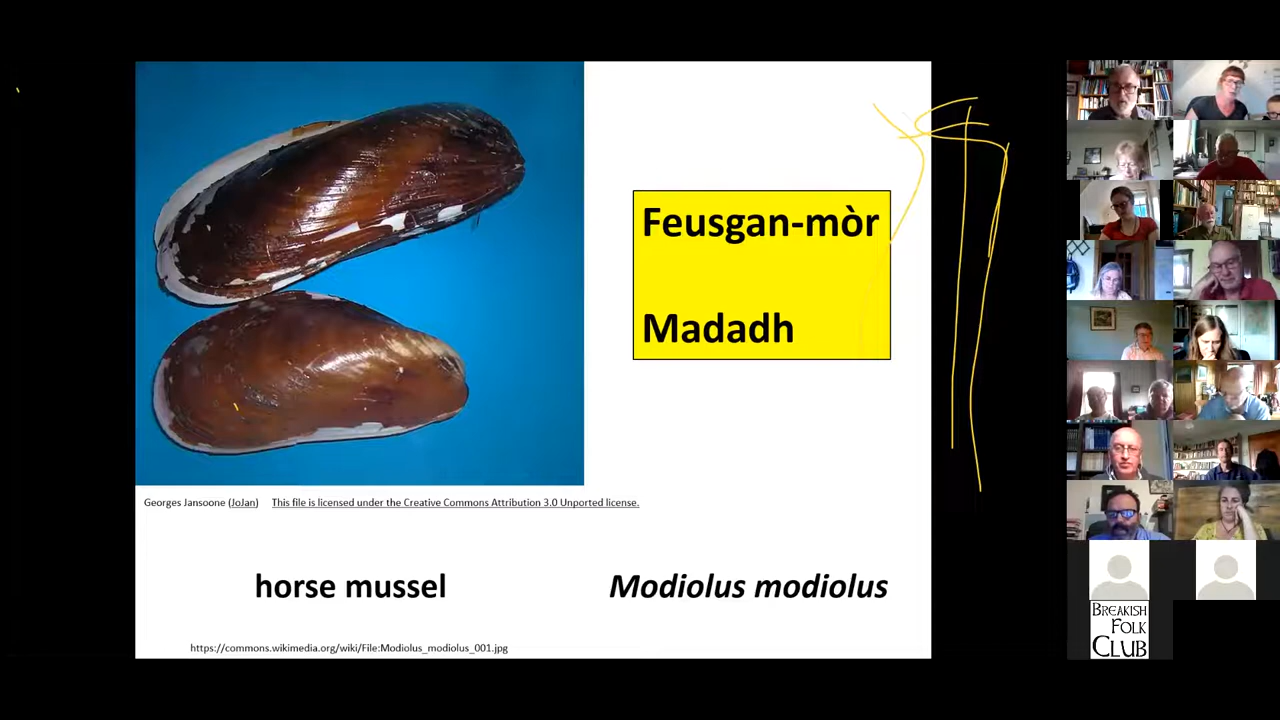 Feusgan-mòr
Madadh
Georges Jansoone (JoJan) This file is licensed under the Creative Commons Attribution 3.0 Unported license.
horse mussel
Modiolus modiolus
https://commons.wikimedia.org/wiki/File:Modiolus_modiolus_001.jpg
BREAKISH
FOLK
CLUB